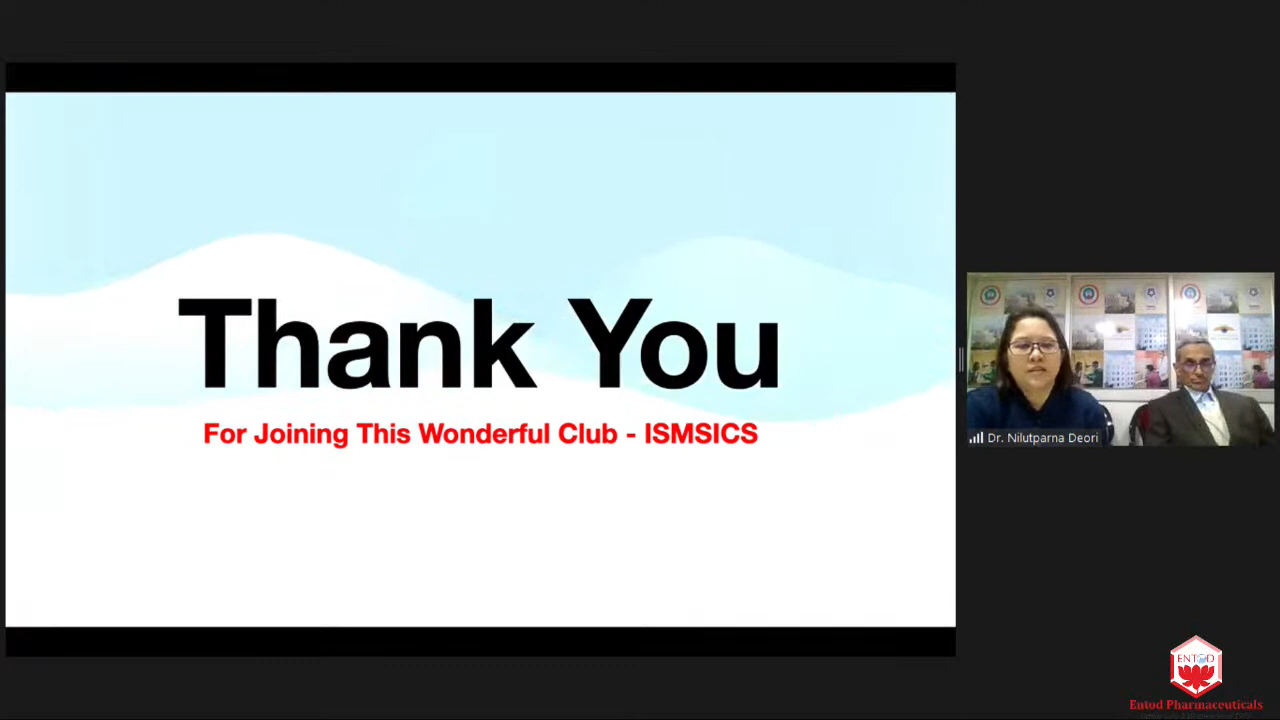 Thank You
For Joining This Wonderful Club - ISMSICS
Dr. Nilutparna Deori
ENTOD
Entod Pharmaceuticals